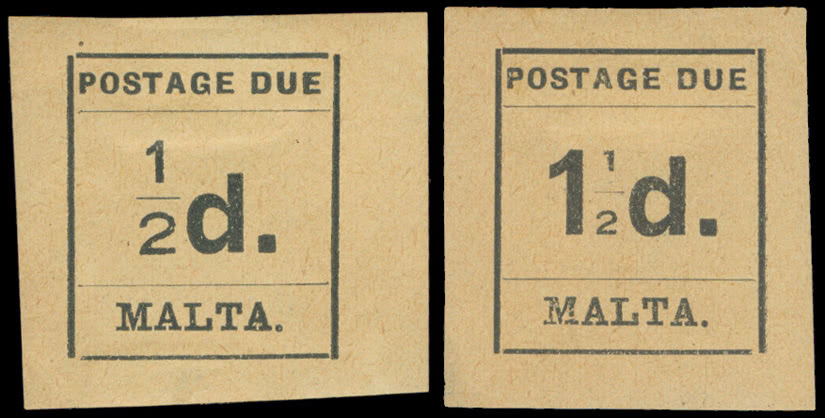 POSTAGE DUE
½d.
MALTA.
POSTAGE DUE
1½d.
MALTA.